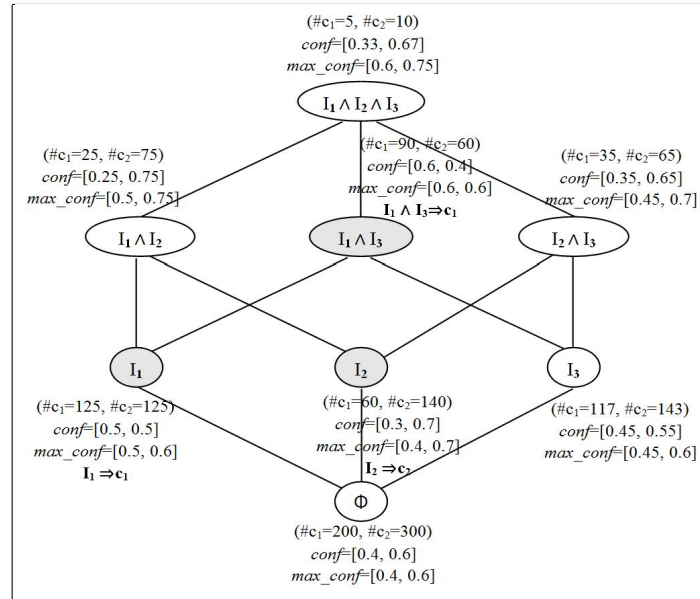 (#c₁=5, #c₂=10)
conf=[0.33, 0.67]
max_conf=[0.6, 0.75]
I₁ ∧ I₂ ∧ I₃
(#c₁=25, #c₂=75)
conf=[0.25, 0.75]
max_conf=[0.5, 0.75]
(#c₁=90, #c₂=60)
conf=[0.6, 0.4]
max_conf=[0.6, 0.6]
I₁ ∧ I₃⇒c₁
(#c₁=35, #c₂=65)
conf=[0.35, 0.65]
max_conf=[0.45, 0.7]
I₁ ∧ I₂
I₁ ∧ I₃
I₂ ∧ I₃
I₁
I₂
I₃
(#c₁=125, #c₂=125)
conf=[0.5, 0.5]
max_conf=[0.5, 0.6]
I₁ ⇒c₁
(#c₁=60, #c₂=140)
conf=[0.3, 0.7]
max_conf=[0.4, 0.7]
I₂ ⇒c₂
(#c₁=117, #c₂=143)
conf=[0.45, 0.55]
max_conf=[0.45, 0.6]
Φ
(#c₁=200, #c₂=300)
conf=[0.4, 0.6]
max_conf=[0.4, 0.6]